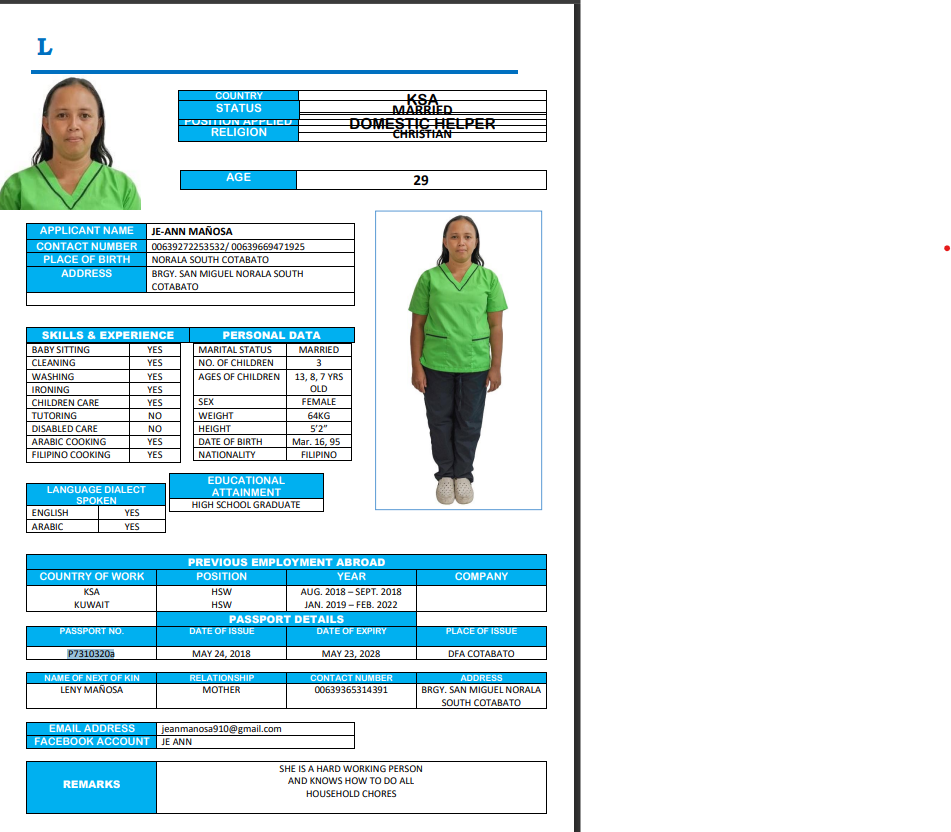 L
COUNTRY KSA
STATUS MARRIED
POSITION APPLIED DOMESTIC HELPER
RELIGION CHRISTIAN
AGE 29
APPLICANT NAME JE-ANN MAÑOSA
CONTACT NUMBER 00639272253532/ 00639669471925
PLACE OF BIRTH NORALA SOUTH COTABATO
ADDRESS BRGY. SAN MIGUEL NORALA SOUTH
COTABATO
SKILLS & EXPERIENCE
BABY SITTING YES
CLEANING YES
WASHING YES
IRONING YES
CHILDREN CARE YES
TUTORING NO
DISABLED CARE NO
ARABIC COOKING YES
FILIPINO COOKING YES
PERSONAL DATA
MARITAL STATUS MARRIED
NO. OF CHILDREN 3
AGES OF CHILDREN 13, 8, 7 YRS
OLD
SEX FEMALE
WEIGHT 64KG
HEIGHT 5’2”
DATE OF BIRTH Mar. 16, 95
NATIONALITY FILIPINO
LANGUAGE DIALECT
SPOKEN
ENGLISH YES
ARABIC YES
EDUCATIONAL
ATTAINMENT
HIGH SCHOOL GRADUATE
PREVIOUS EMPLOYMENT ABROAD
COUNTRY OF WORK POSITION YEAR COMPANY
KSA HSW AUG. 2018 – SEPT. 2018
KUWAIT HSW JAN. 2019 – FEB. 2022
PASSPORT DETAILS
PASSPORT NO. DATE OF ISSUE DATE OF EXPIRY PLACE OF ISSUE
P7310320a MAY 24, 2018 MAY 23, 2028 DFA COTABATO
NAME OF NEXT OF KIN RELATIONSHIP CONTACT NUMBER ADDRESS
LENY MAÑOSA MOTHER 00639365314391 BRGY. SAN MIGUEL NORALA
SOUTH COTABATO
EMAIL ADDRESS jeanmanosa910@gmail.com
FACEBOOK ACCOUNT JE ANN
REMARKS
SHE IS A HARD WORKING PERSON
AND KNOWS HOW TO DO ALL
HOUSEHOLD CHORES